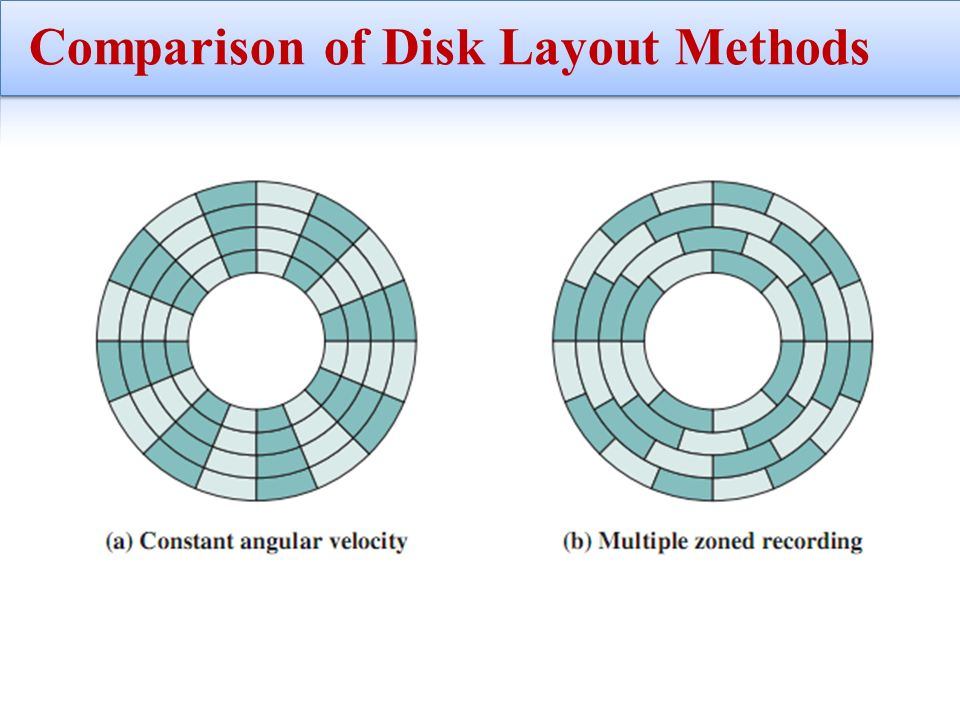 Comparison of Disk Layout Methods
(a) Constant angular velocity
(b) Multiple zoned recording